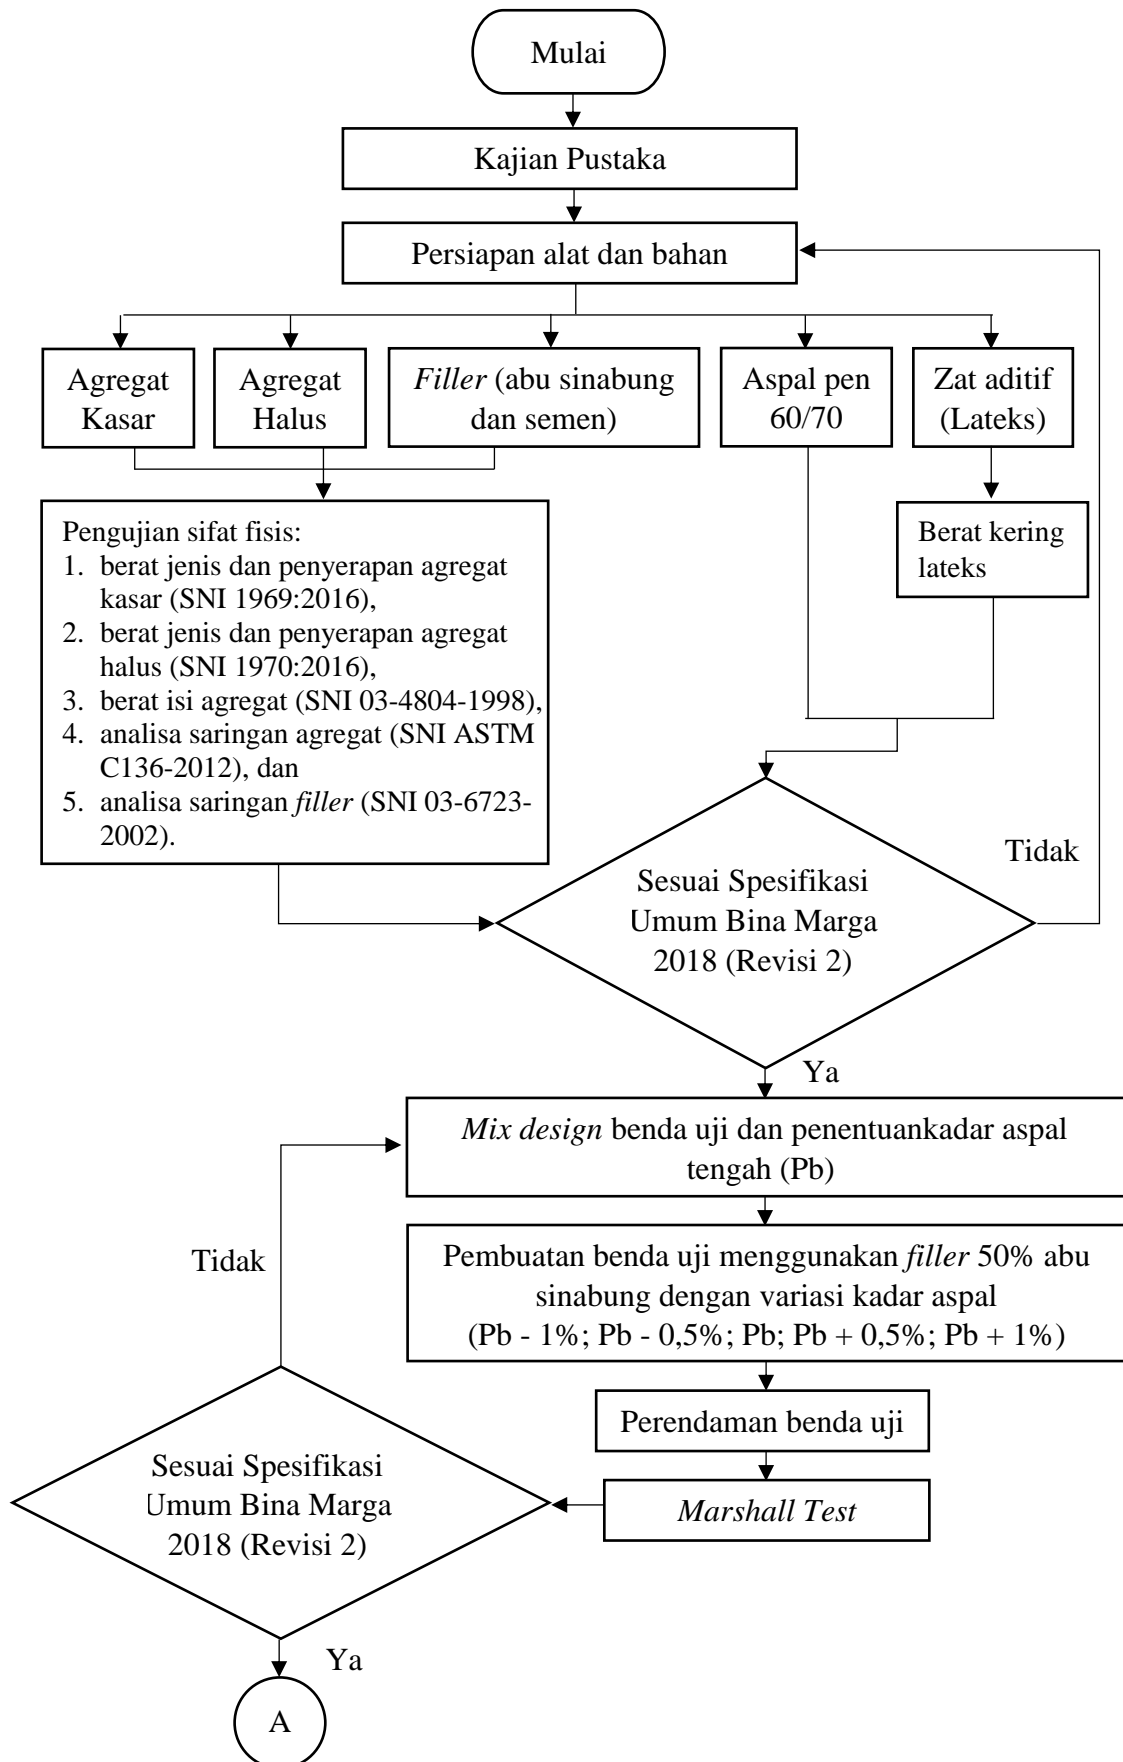 Mulai
Kajian Pustaka
Persiapan alat dan bahan
Agregat
Kasar
Agregat
Halus
Filler (abu sinabung
dan semen)
Aspal pen
60/70
Zat aditif
(Lateks)
Berat kering
lateks
Pengujian sifat fisis:
1. berat jenis dan penyerapan agregat
kasar (SNI 1969:2016),
2. berat jenis dan penyerapan agregat
halus (SNI 1970:2016),
3. berat isi agregat (SNI 03-4804-1998),
4. analisa saringan agregat (SNI ASTM
C136-2012), dan
5. analisa saringan filler (SNI 03-6723-
2002).
Tidak
Sesuai Spesifikasi
Umum Bina Marga
2018 (Revisi 2)
Ya
Mix design benda uji dan penentuankadar aspal
tengah (Pb)
Tidak
Pembuatan benda uji menggunakan filler 50% abu
sinabung dengan variasi kadar aspal
(Pb - 1%; Pb - 0,5%; Pb; Pb + 0,5%; Pb + 1%)
Perendaman benda uji
Marshall Test
Sesuai Spesifikasi
Umum Bina Marga
2018 (Revisi 2)
Ya
A